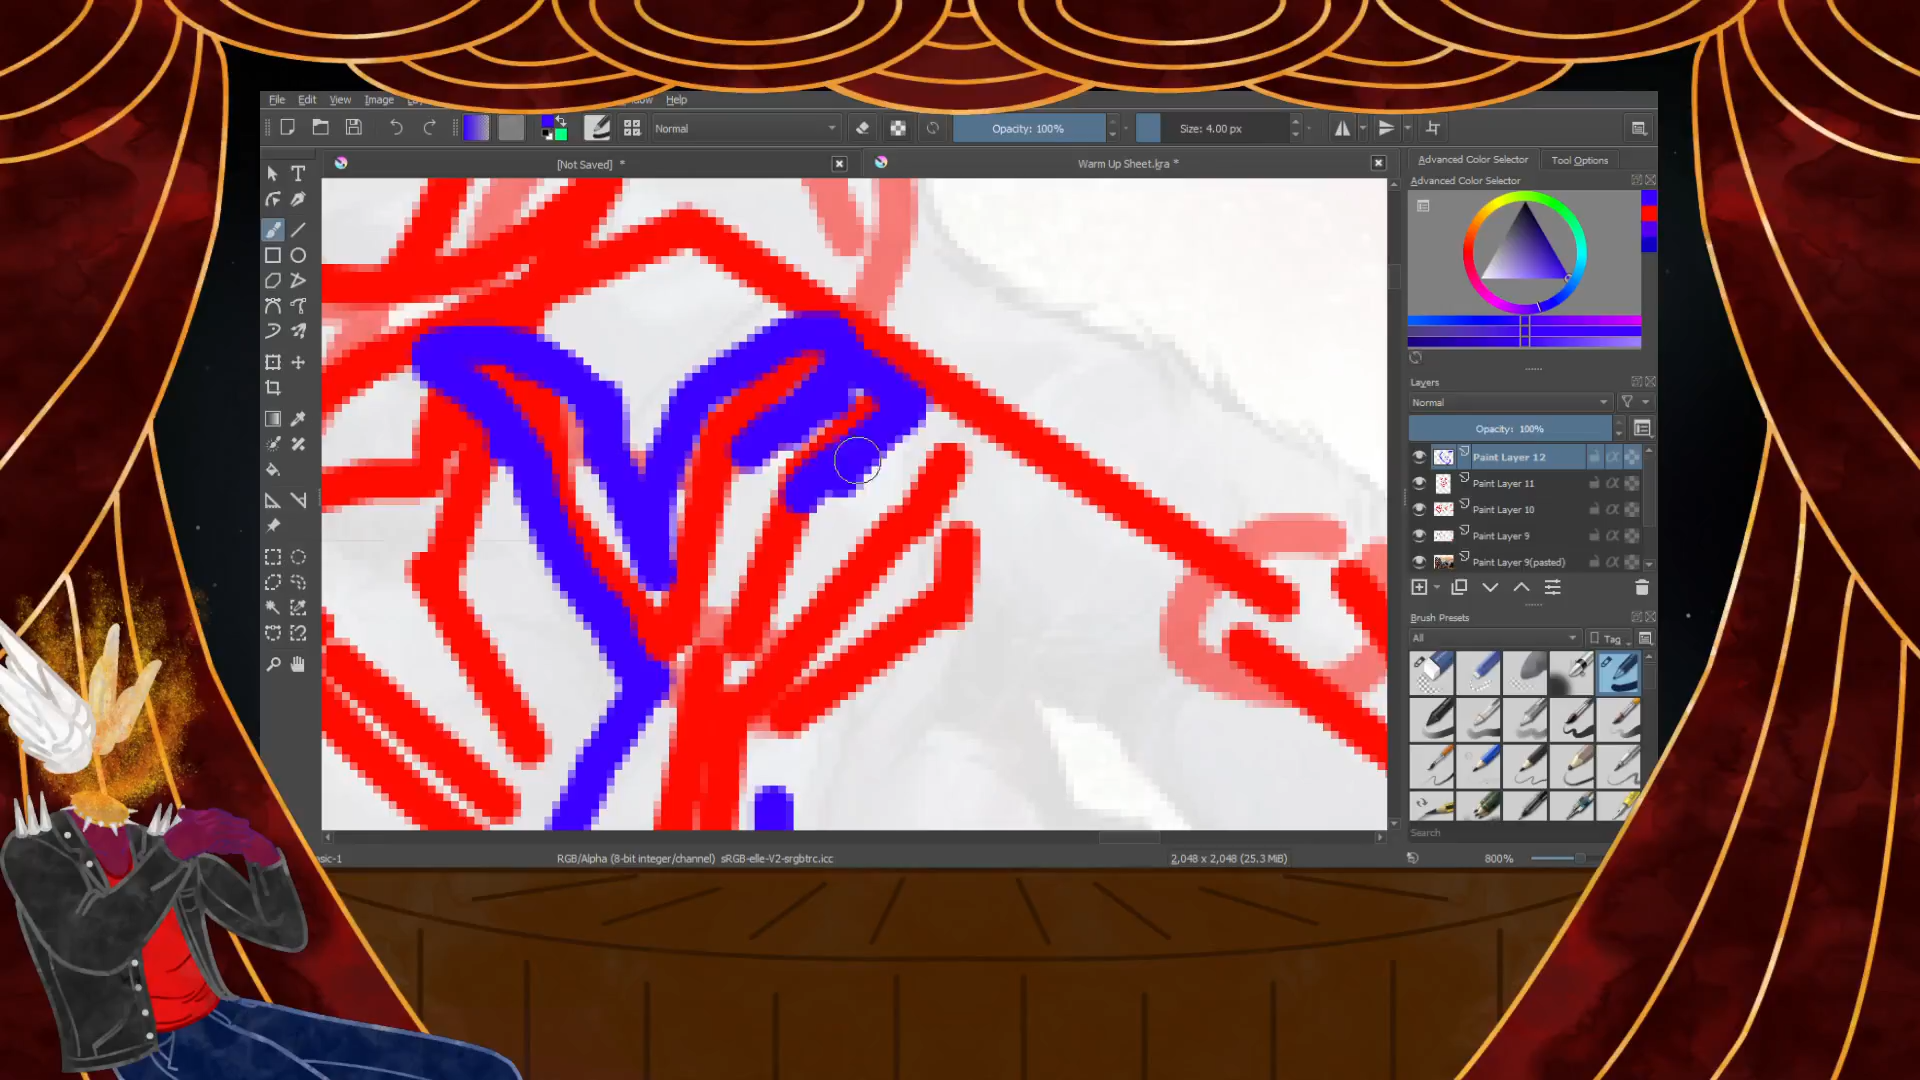 File Edit View Image Help
Normal
Opacity: 100%
Size: 4.00 px
[Not Saved] *
Warm Up Sheet.kra *
Advanced Color Selector Tool Options
Advanced Color Selector
Layers
Normal
Opacity: 100%
Paint Layer 12
Paint Layer 11
Paint Layer 10
Paint Layer 9
Paint Layer 9(pasted)
Brush Presets
All
Tag
Search
RGB/Alpha (8-bit integer/channel) sRGB-elle-V2-srgbtrc.icc
2,048 x 2,048 (25.3 MiB)
800%